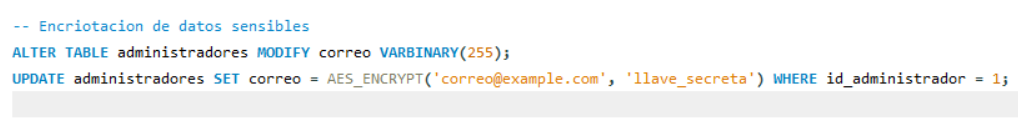 -- Encriotacion de datos sensibles
ALTER TABLE administradores MODIFY correo VARBINARY(255);
UPDATE administradores SET correo = AES_ENCRYPT('correo@example.com', 'llave_secreta') WHERE id_administrador = 1;